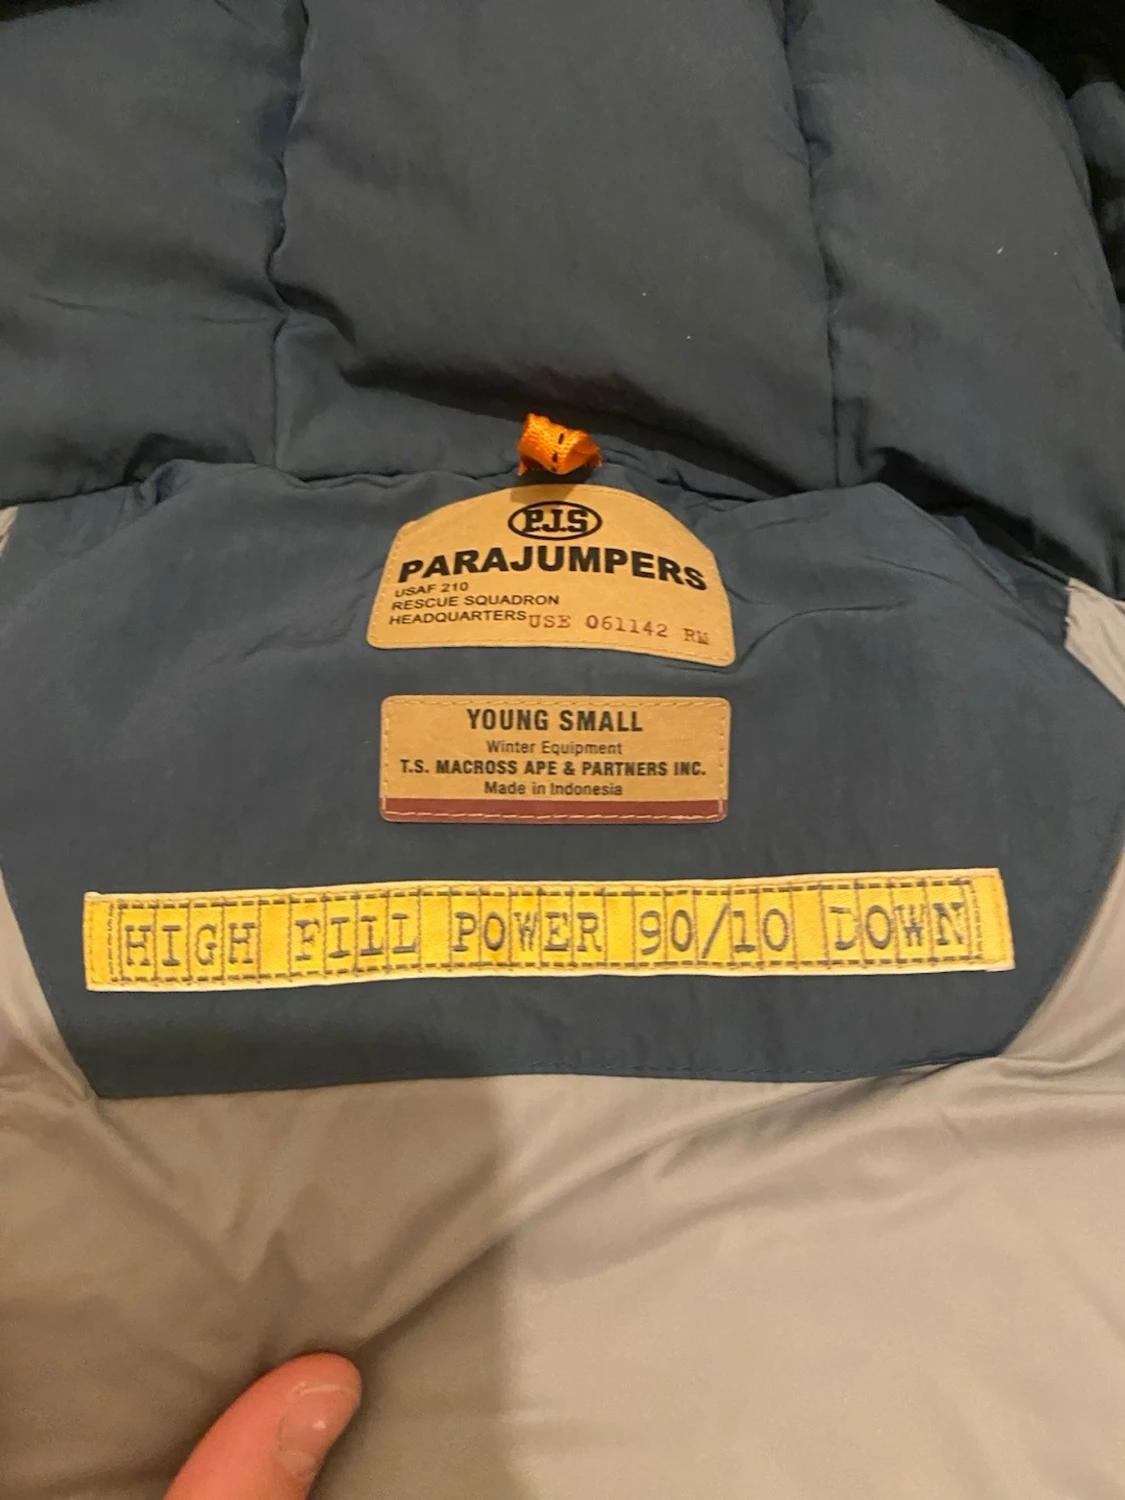 P.J.S
PARAJUMPERS
USAF 210
RESCUE SQUADRON
HEADQUARTERS USE 061142 RM
YOUNG SMALL
Winter Equipment
T.S. MACROSS APE & PARTNERS INC.
Made in Indonesia
HIGH FILL POWER 90/10 DOWN